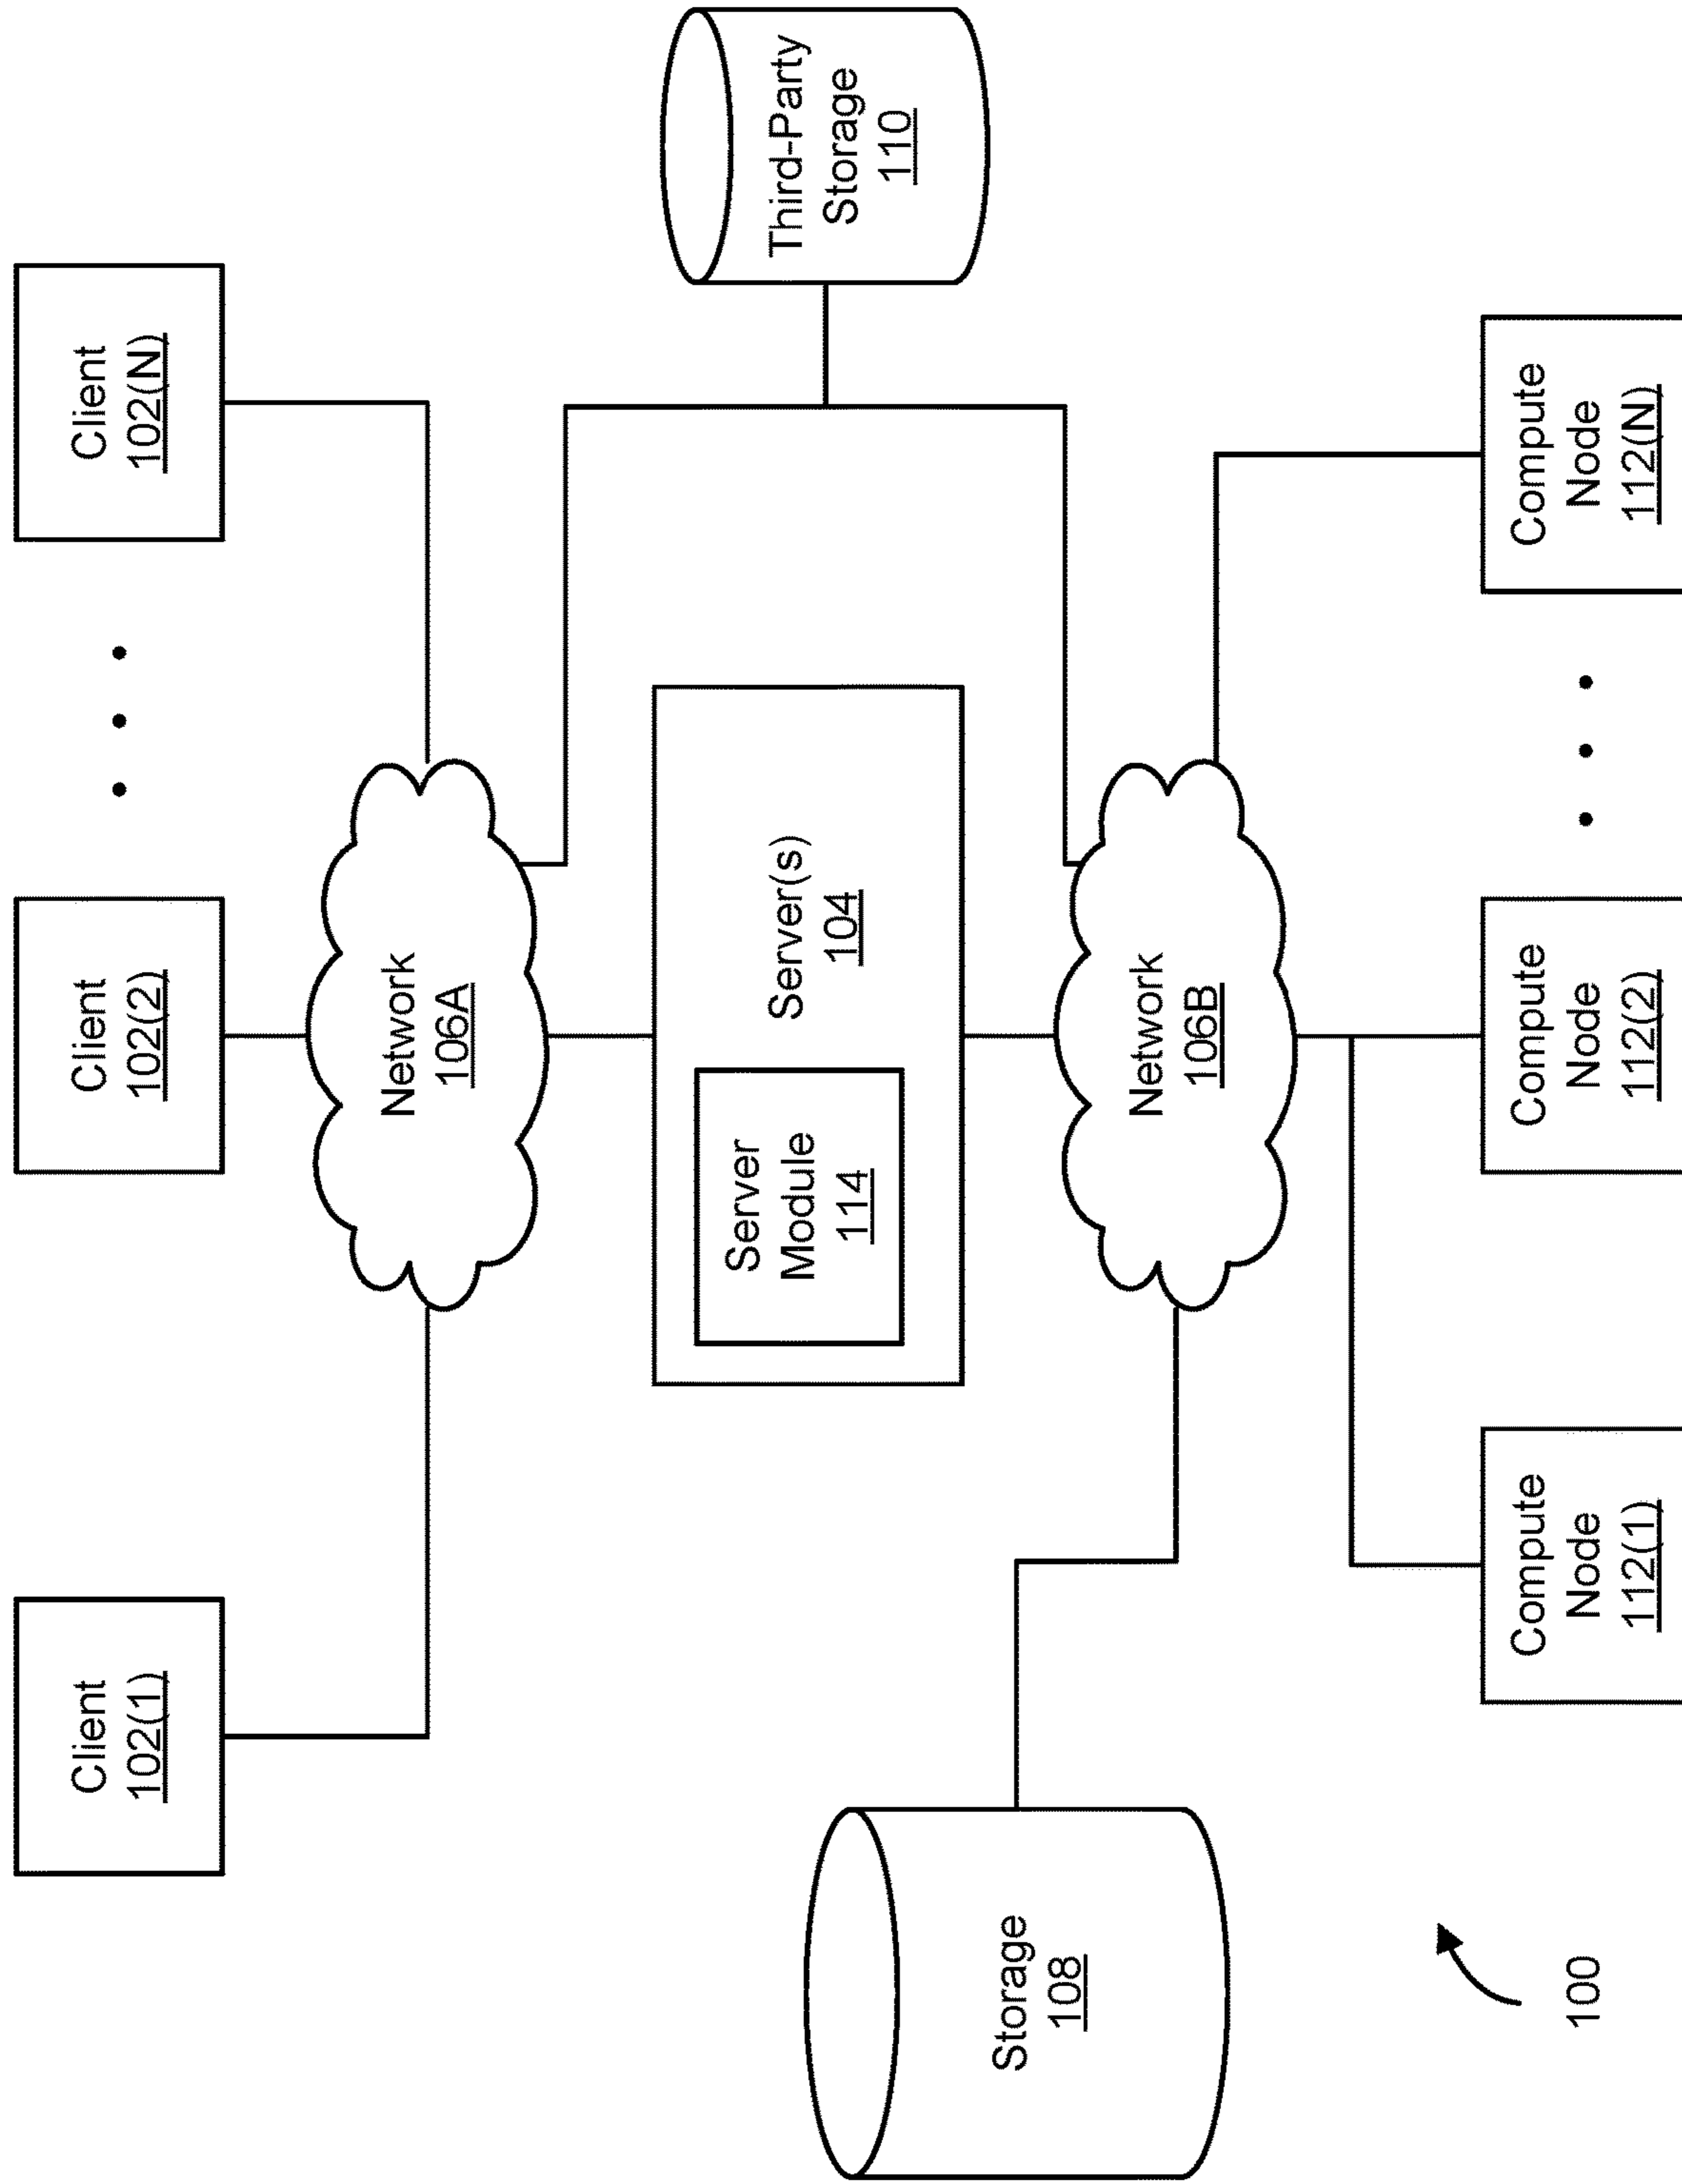 Client
102(1)
Client
102(2)
Client
102(N)
Network
106A
Server
Module
114
Server(s)
104
Third-Party
Storage
110
Storage
108
Network
106B
Compute
Node
112(1)
Compute
Node
112(2)
Compute
Node
112(N)
100